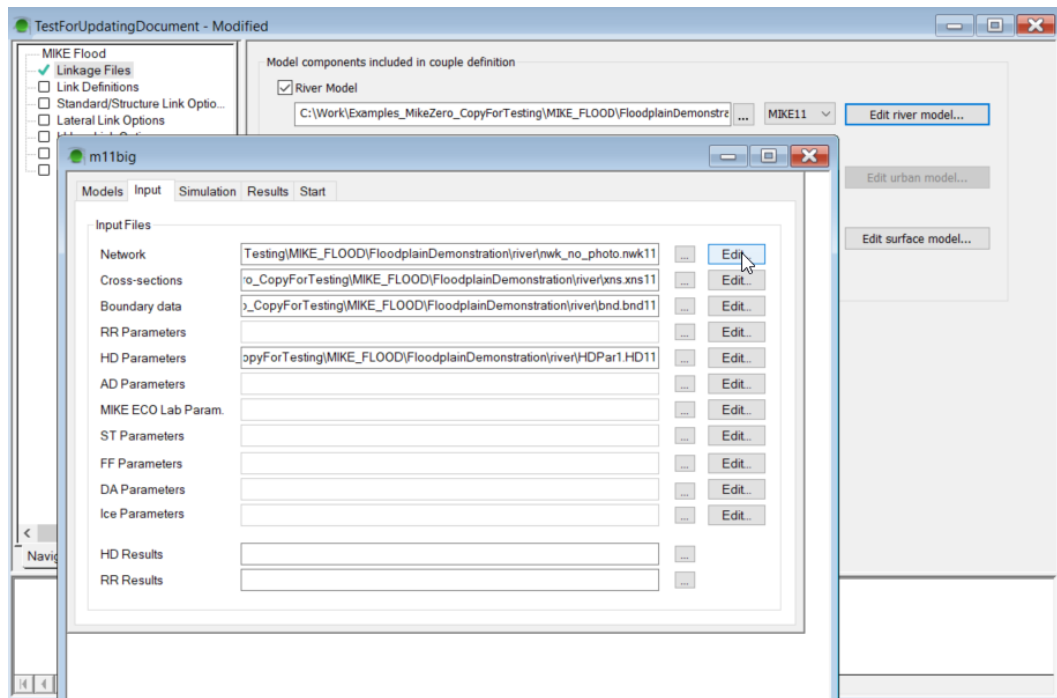 TestForUpdatingDocument - Modified
MIKE Flood
Linkage Files
Link Definitions
Standard/Structure Link Optio...
Lateral Link Options
Model components included in couple definition
River Model
C:\Work\Examples_MikeZero_CopyForTesting\MIKE_FLOOD\FloodplainDemonstra ... MIKE11 Edit river model...
Edit urban model...
Edit surface model...
m11big
Models Input Simulation Results Start
Input Files
Network Testing\MIKE_FLOOD\FloodplainDemonstration\river\nwk_no_photo.nwk11 ... Edit...
Cross-sections ro_CopyForTesting\MIKE_FLOOD\FloodplainDemonstration\river\xns.xns11 ... Edit...
Boundary data o_CopyForTesting\MIKE_FLOOD\FloodplainDemonstration\river\bnd.bnd11 ... Edit...
RR Parameters ... Edit...
HD Parameters opyForTesting\MIKE_FLOOD\FloodplainDemonstration\river\HDPar1.HD11 ... Edit...
AD Parameters ... Edit...
MIKE ECO Lab Param. ... Edit...
ST Parameters ... Edit...
FF Parameters ... Edit...
DA Parameters ... Edit...
Ice Parameters ... Edit...
HD Results ...
RR Results ...
Navig